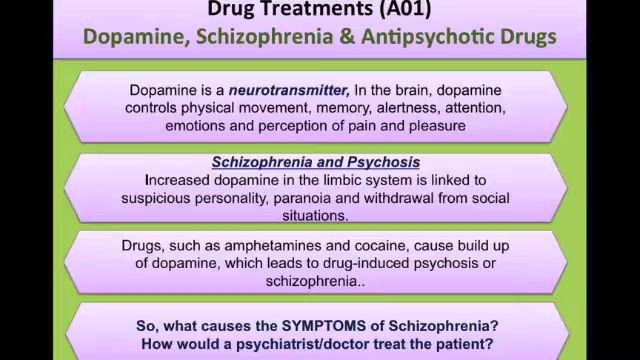 Drug Treatments (A01)
Dopamine, Schizophrenia & Antipsychotic Drugs
Dopamine is a neurotransmitter, In the brain, dopamine
controls physical movement, memory, alertness, attention,
emotions and perception of pain and pleasure
Schizophrenia and Psychosis
Increased dopamine in the limbic system is linked to
suspicious personality, paranoia and withdrawal from social
situations.
Drugs, such as amphetamines and cocaine, cause build up
of dopamine, which leads to drug-induced psychosis or
schizophrenia..
So, what causes the SYMPTOMS of Schizophrenia?
How would a psychiatrist/doctor treat the patient?